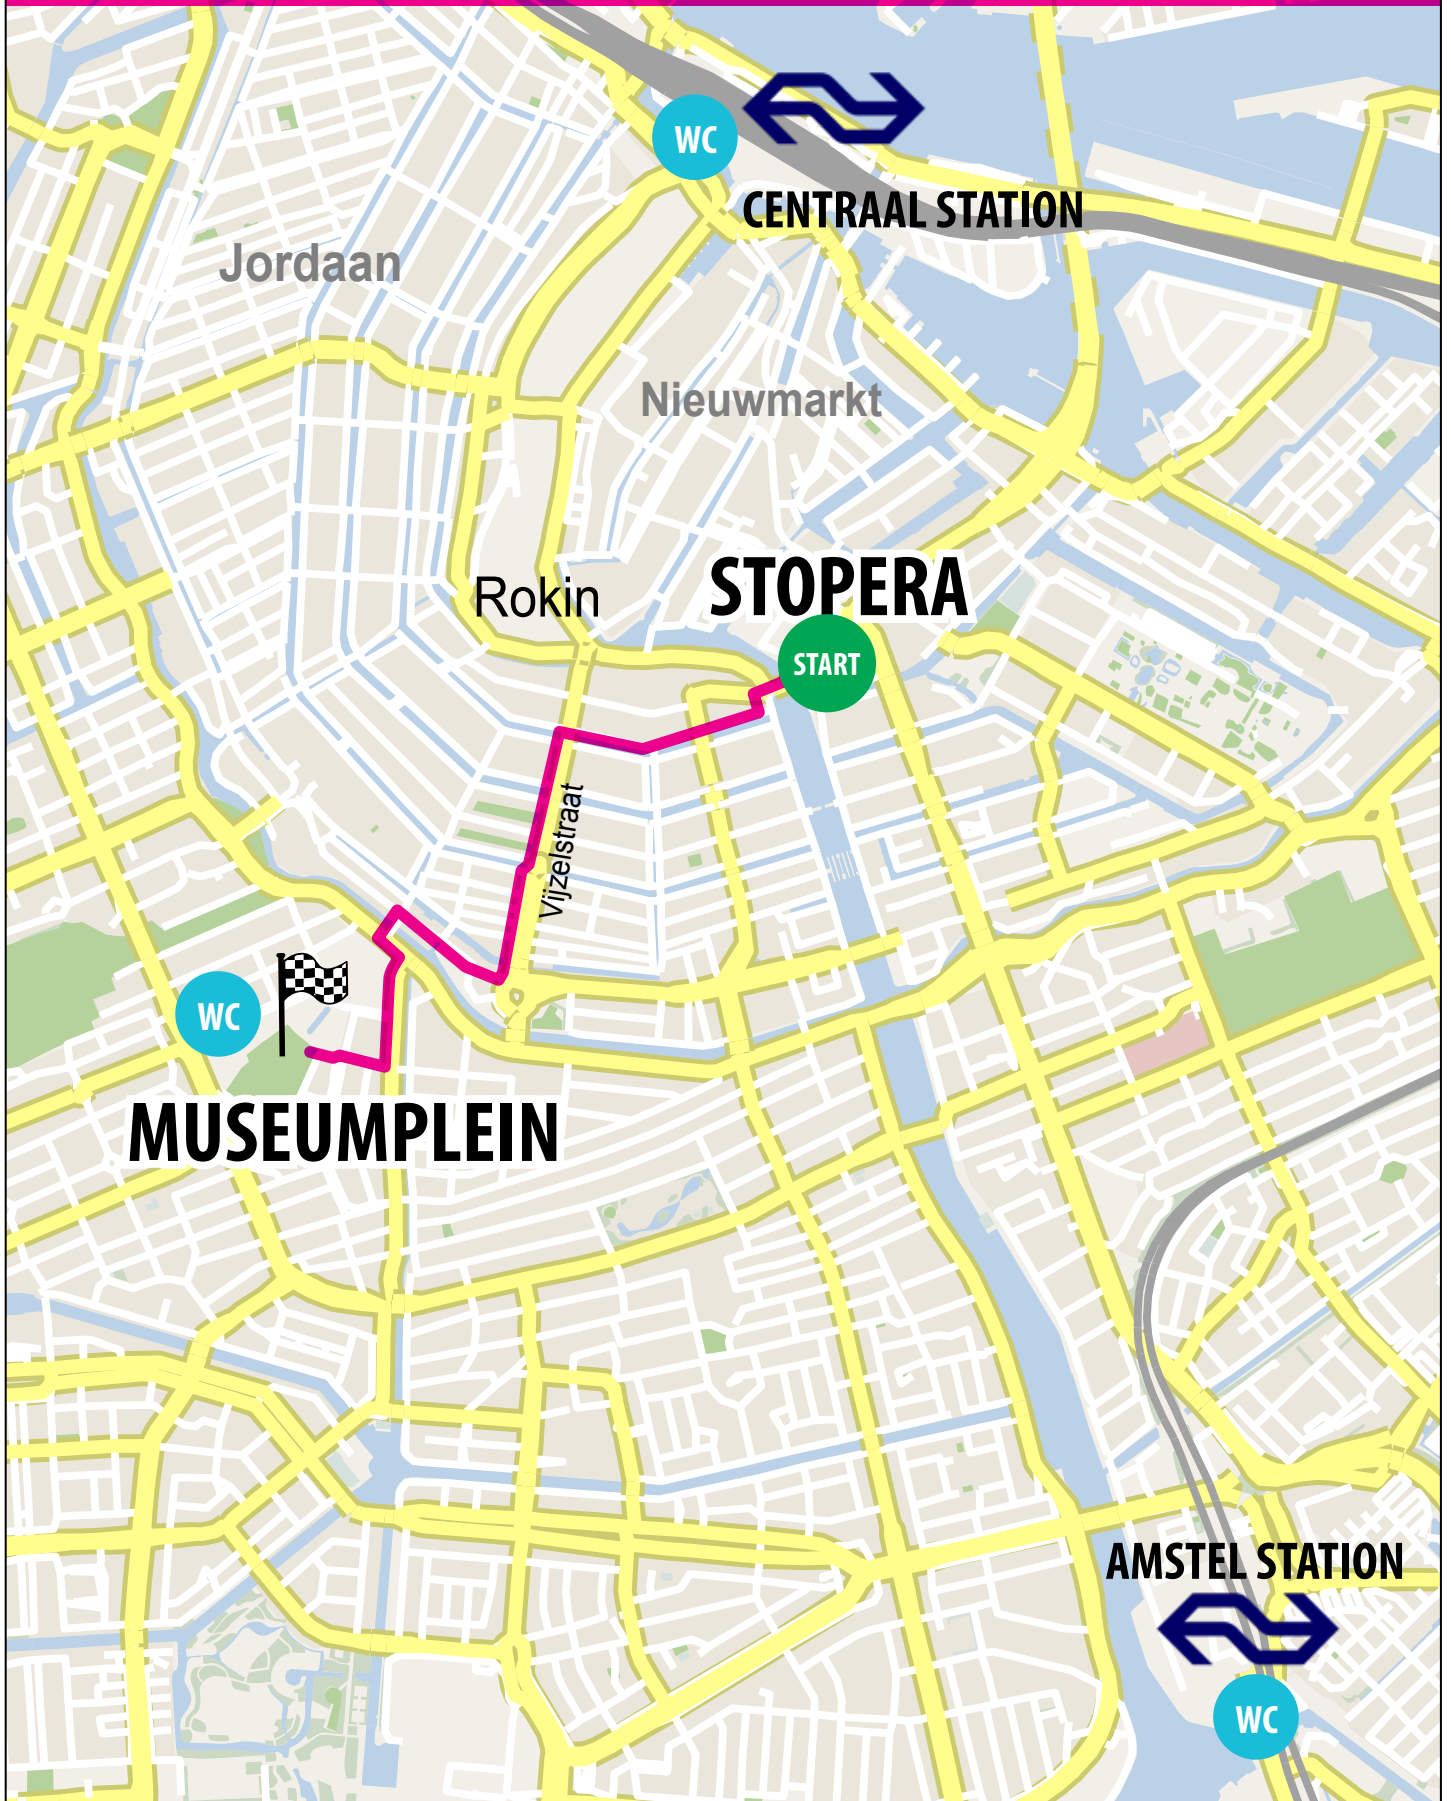 WC
CENTRAAL STATION
Jordaan
Nieuwmarkt
STOPERA
Rokin
START
Vijzelstraat
WC
MUSEUMPLEIN
AMSTEL STATION
WC